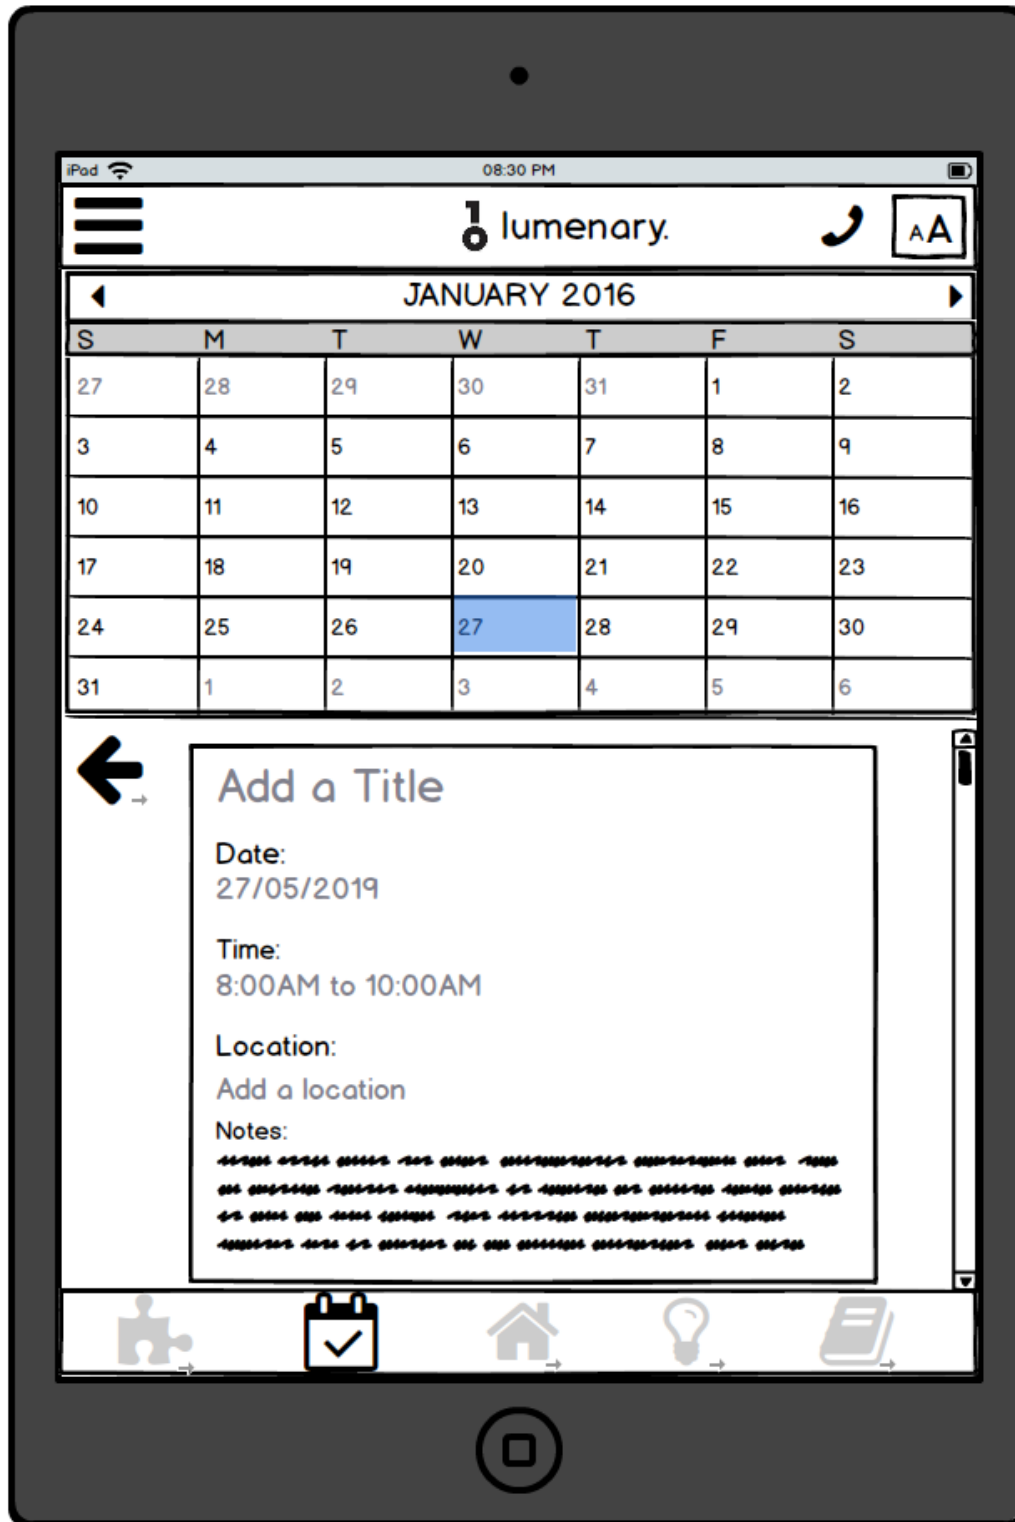 iPad 08:30 PM
lumenary. AA
JANUARY 2016
S M T W T F S
27 28 29 30 31 1 2
3 4 5 6 7 8 9
10 11 12 13 14 15 16
17 18 19 20 21 22 23
24 25 26 27 28 29 30
31 1 2 3 4 5 6
Add a Title
Date:
27/05/2019
Time:
8:00AM to 10:00AM
Location:
Add a location
Notes: